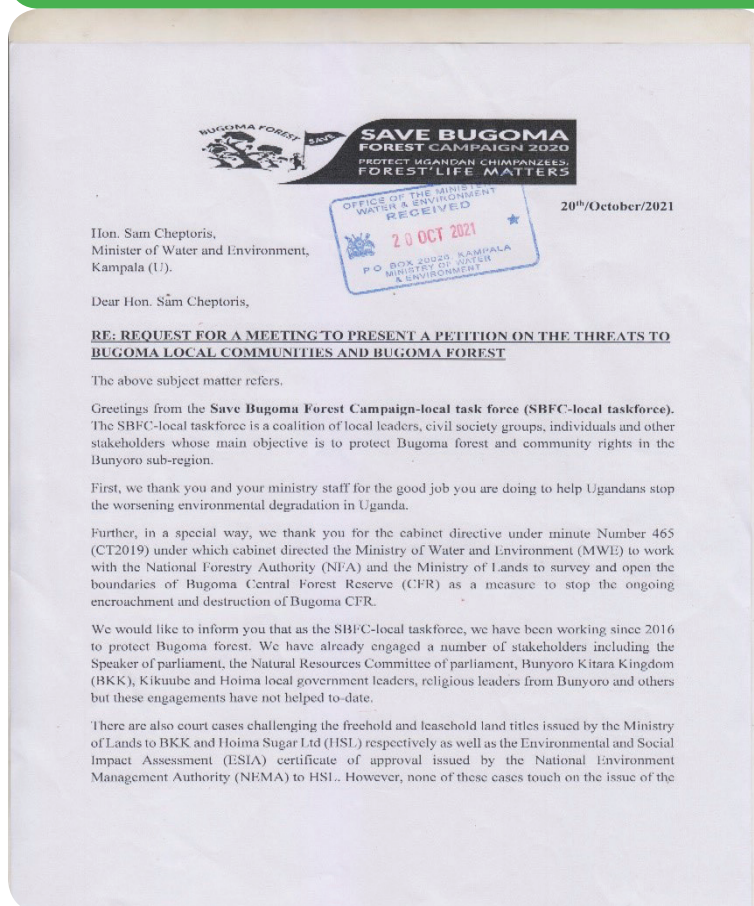 BUGOMA FOREST
SAVE
SAVE BUGOMA
FOREST CAMPAIGN 2020
PROTECT UGANDAN CHIMPANZEES,
FOREST'LIFE MATTERS
OFFICE OF THE MINISTER
WATER & ENVIRONMENT
RECEIVED
20 OCT 2021
P O BOX 20026, KAMPALA
MINISTRY OF WATER
& ENVIRONMENT
20th/October/2021
Hon. Sam Cheptoris,
Minister of Water and Environment,
Kampala (U).
Dear Hon. Sam Cheptoris,
RE: REQUEST FOR A MEETING TO PRESENT A PETITION ON THE THREATS TO
BUGOMA LOCAL COMMUNITIES AND BUGOMA FOREST
The above subject matter refers.
Greetings from the Save Bugoma Forest Campaign-local task force (SBFC-local taskforce).
The SBFC-local taskforce is a coalition of local leaders, civil society groups, individuals and other
stakeholders whose main objective is to protect Bugoma forest and community rights in the
Bunyoro sub-region.
First, we thank you and your ministry staff for the good job you are doing to help Ugandans stop
the worsening environmental degradation in Uganda.
Further, in a special way, we thank you for the cabinet directive under minute Number 465
(CT2019) under which cabinet directed the Ministry of Water and Environment (MWE) to work
with the National Forestry Authority (NFA) and the Ministry of Lands to survey and open the
boundaries of Bugoma Central Forest Reserve (CFR) as a measure to stop the ongoing
encroachment and destruction of Bugoma CFR.
We would like to inform you that as the SBFC-local taskforce, we have been working since 2016
to protect Bugoma forest. We have already engaged a number of stakeholders including the
Speaker of parliament, the Natural Resources Committee of parliament, Bunyoro Kitara Kingdom
(BKK), Kikuube and Hoima local government leaders, religious leaders from Bunyoro and others
but these engagements have not helped to-date.
There are also court cases challenging the freehold and leasehold land titles issued by the Ministry
of Lands to BKK and Hoima Sugar Ltd (HSL) respectively as well as the Environmental and Social
Impact Assessment (ESIA) certificate of approval issued by the National Environment
Management Authority (NEMA) to HSL. However, none of these cases touch on the issue of the